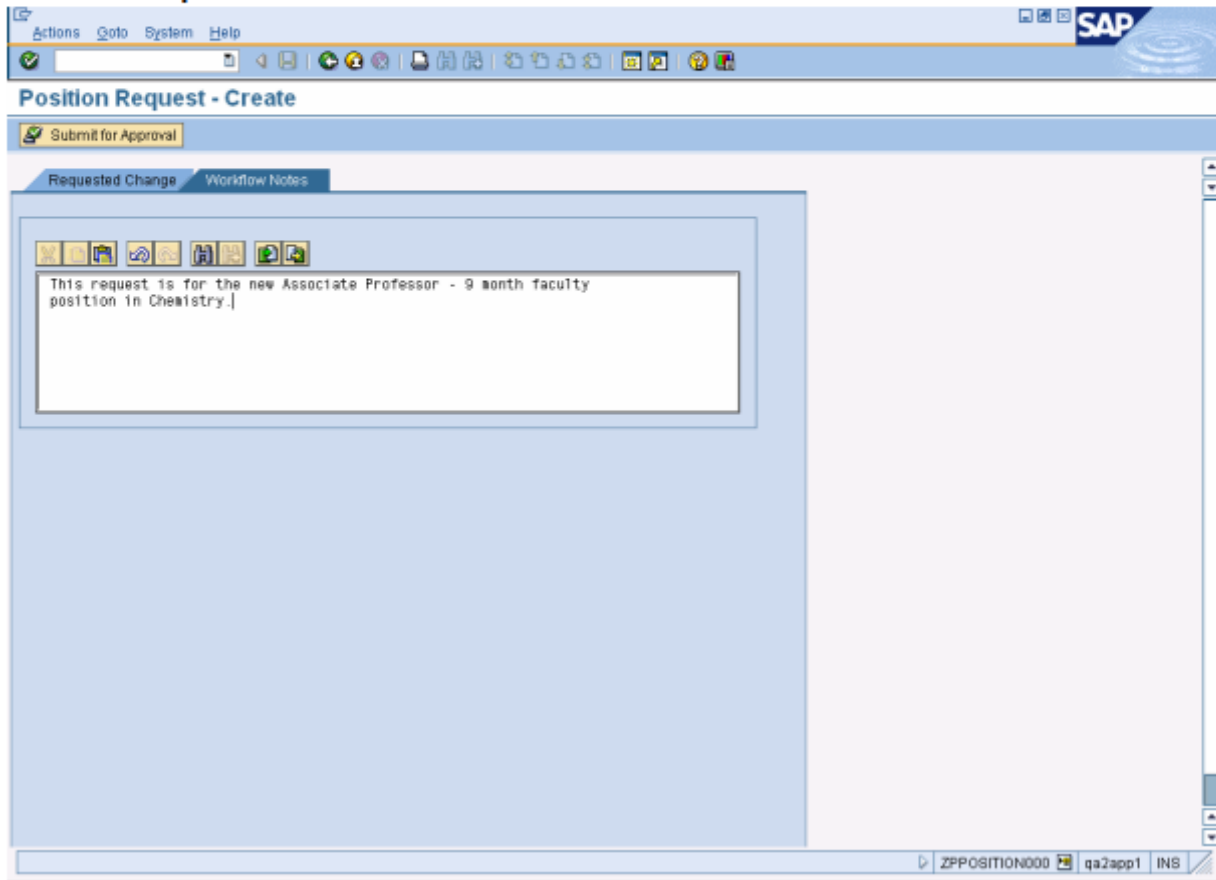 Actions Goto System Help
SAP
Position Request - Create
Submit for Approval
Requested Change Workflow Notes
This request is for the new Associate Professor - 9 month faculty
position in Chemistry.
ZPPOSITION000 qa2app1 INS